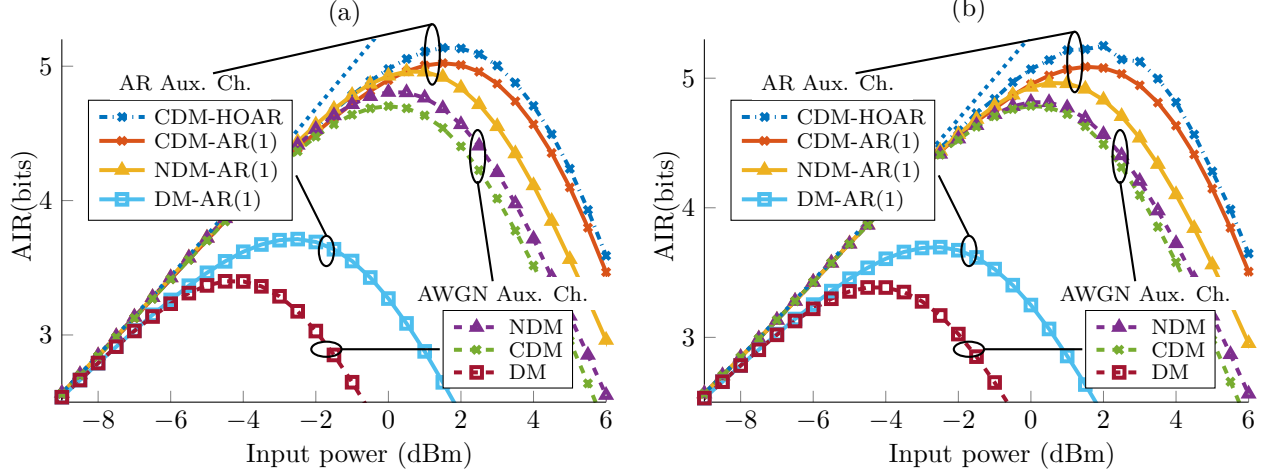 (a)
AIR(bits)
5
4
3
AR Aux. Ch.
CDM-HOAR
CDM-AR(1)
NDM-AR(1)
DM-AR(1)
AWGN Aux. Ch.
NDM
CDM
DM
−8 −6 −4 −2 0 2 4 6
Input power (dBm)
(b)
AIR(bits)
5
4
3
AR Aux. Ch.
CDM-HOAR
CDM-AR(1)
NDM-AR(1)
DM-AR(1)
AWGN Aux. Ch.
NDM
CDM
DM
−8 −6 −4 −2 0 2 4 6
Input power (dBm)